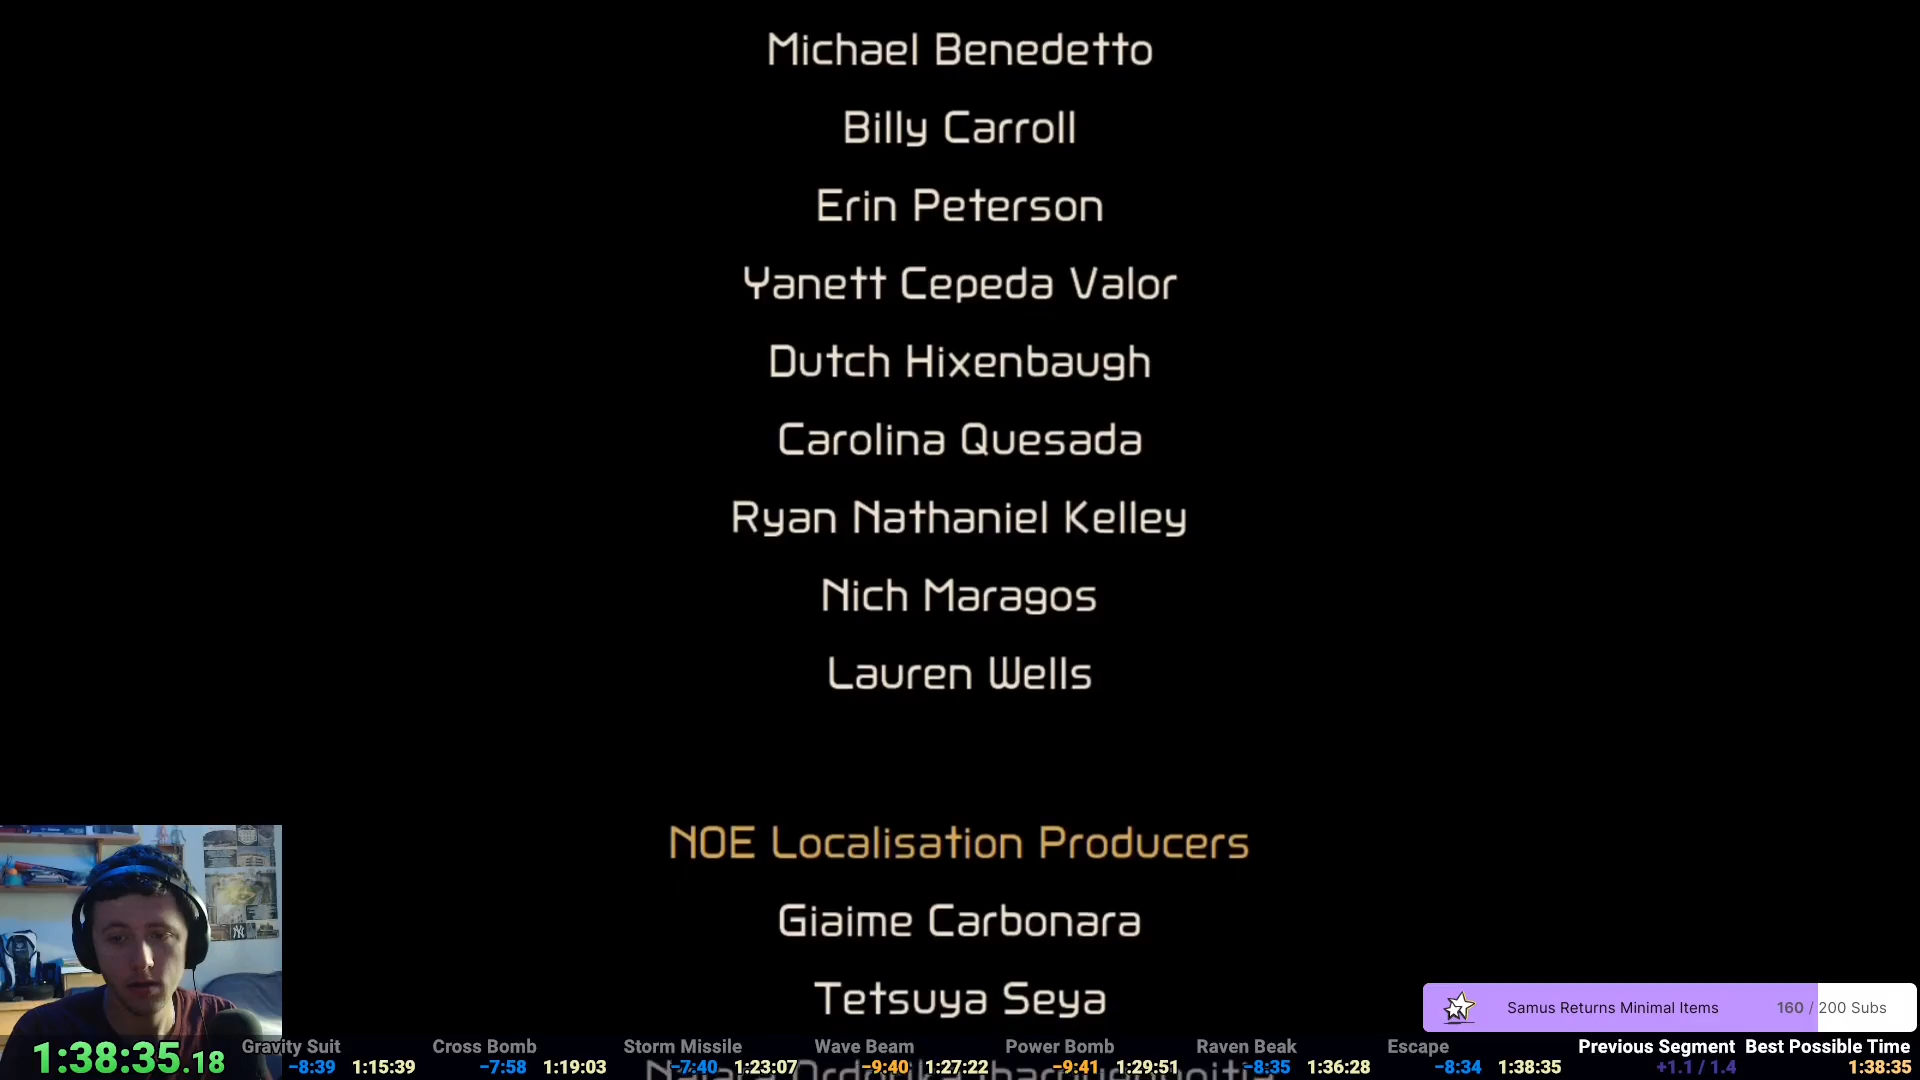 Michael Benedetto
Billy Carroll
Erin Peterson
Yanett Cepeda Valor
Dutch Hixenbaugh
Carolina Quesada
Ryan Nathaniel Kelley
Nich Maragos
Lauren Wells
NOE Localisation Producers
Giaime Carbonara
Tetsuya Seya
Samus Returns Minimal Items 160 / 200 Subs
1:38:35.18
Gravity Suit Cross Bomb Storm Missile Wave Beam Power Bomb Raven Beak Escape Previous Segment Best Possible Time
-8:39 1:15:39 -7:58 1:19:03 -7:40 1:23:07 -9:40 1:27:22 -9:41 1:29:51 -8:35 1:36:28 -8:34 1:38:35 +1.1 / 1.4 1:38:35